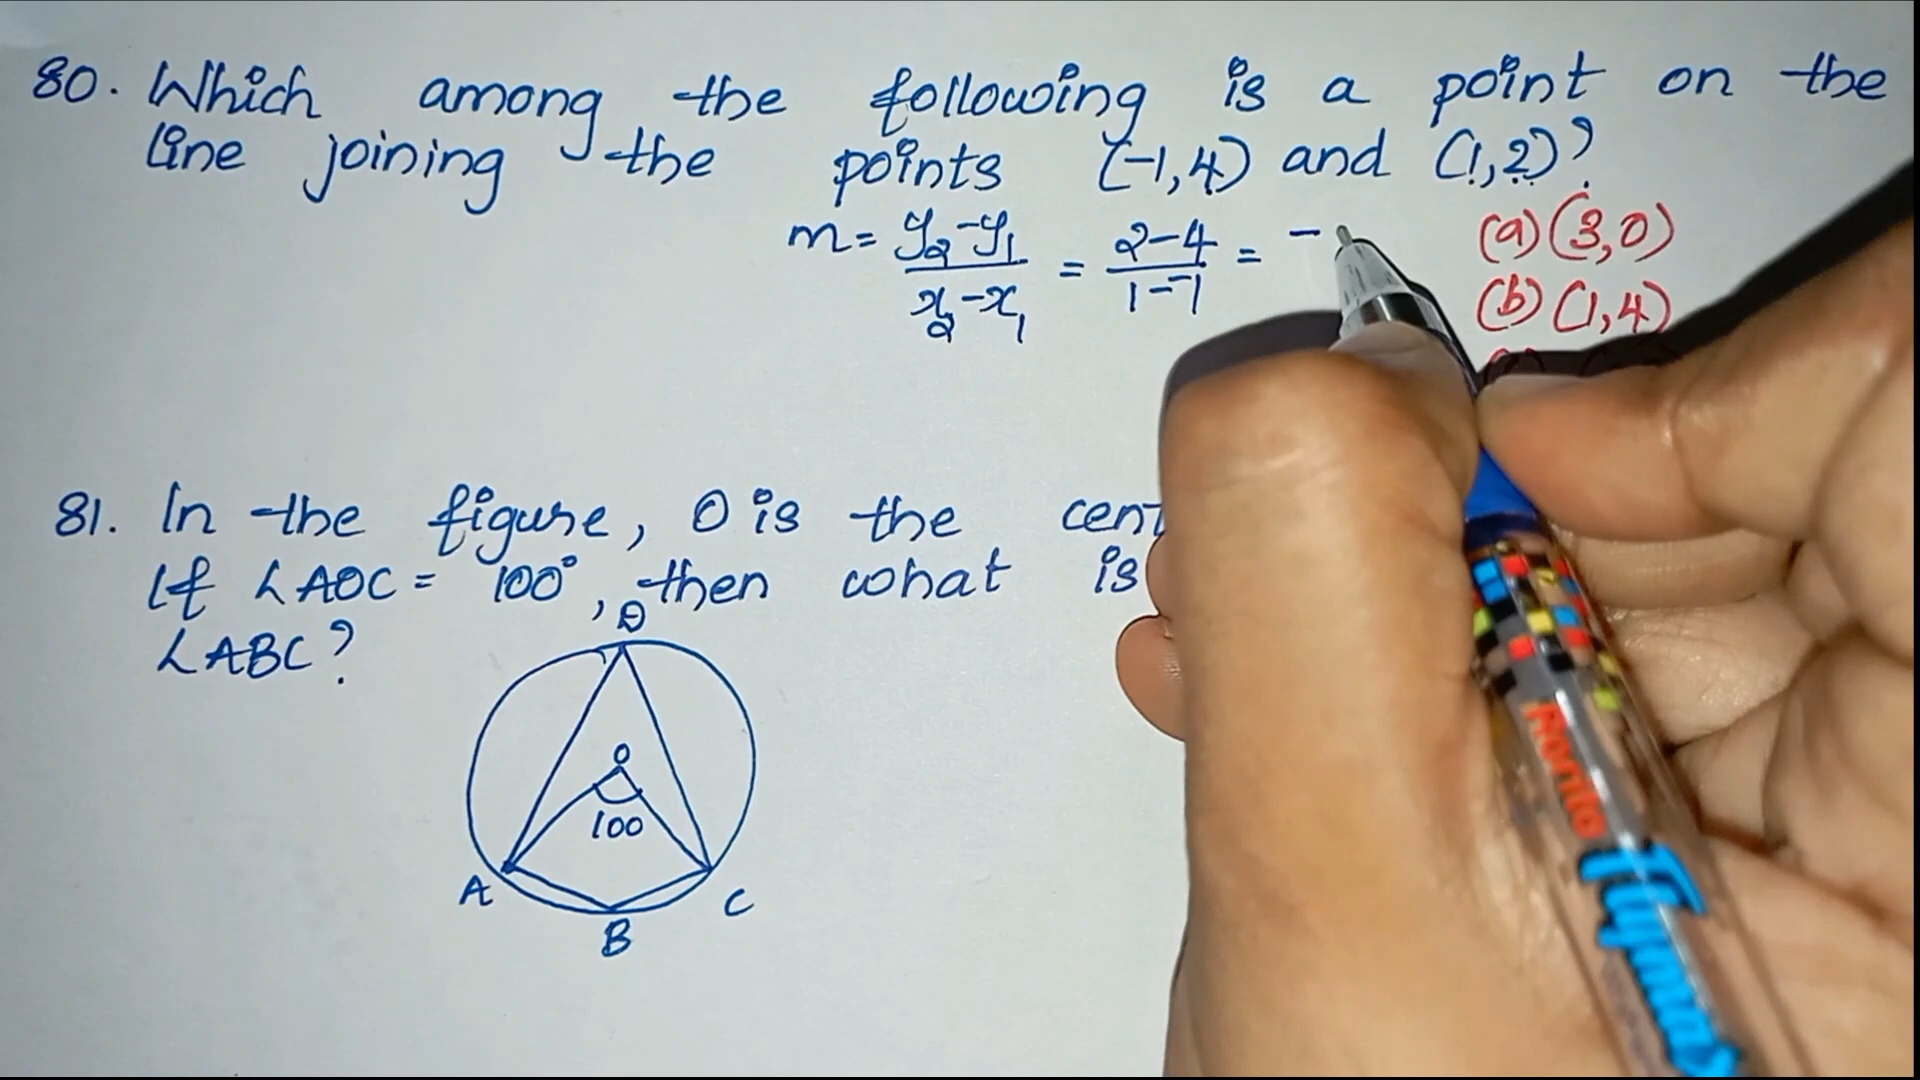 80. Which among the following is a point on the
line joining the points (-1,4) and (1,2)?
m = y2-y1 / x2-x1 = 2-4 / 1--1 = -
(a) (3,0)
(b) (1,4)
81. In the figure, O is the cent
If ∠AOC = 100°, then what is
∠ABC?
D
O
100
A
C
B